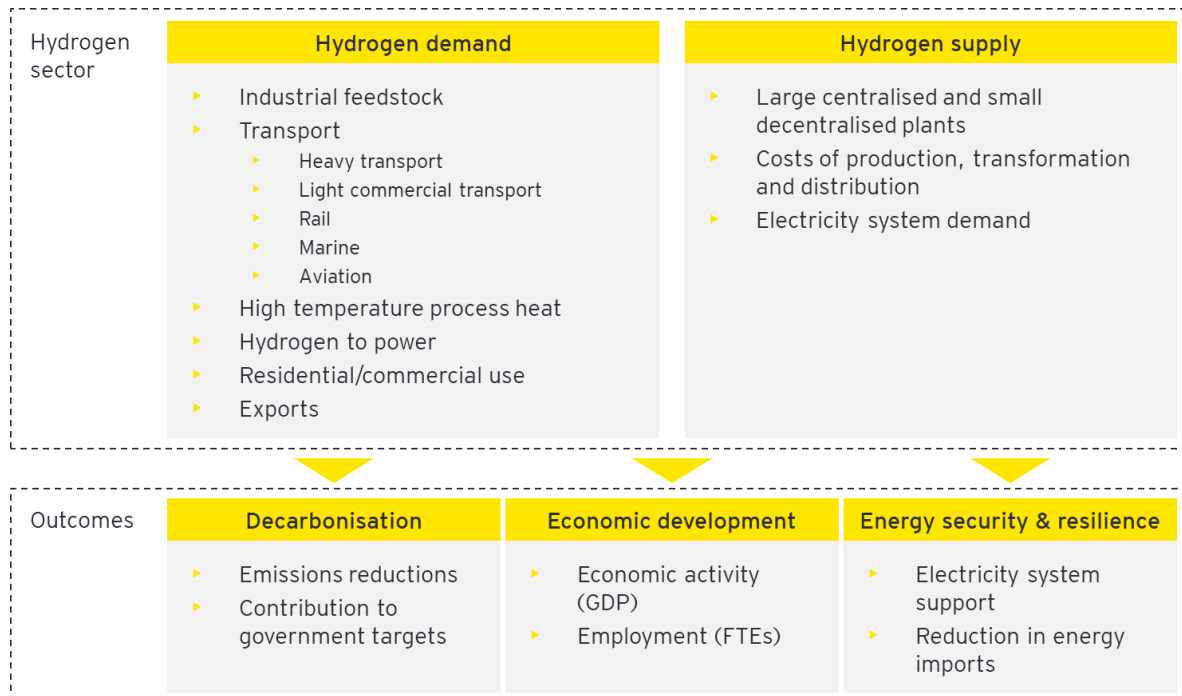 Hydrogen
sector
Hydrogen demand
Industrial feedstock
Transport
Heavy transport
Light commercial transport
Rail
Marine
Aviation
High temperature process heat
Hydrogen to power
Residential/commercial use
Exports
Hydrogen supply
Large centralised and small
decentralised plants
Costs of production, transformation
and distribution
Electricity system demand
Outcomes
Decarbonisation
Emissions reductions
Contribution to
government targets
Economic development
Economic activity
(GDP)
Employment (FTEs)
Energy security & resilience
Electricity system
support
Reduction in energy
imports